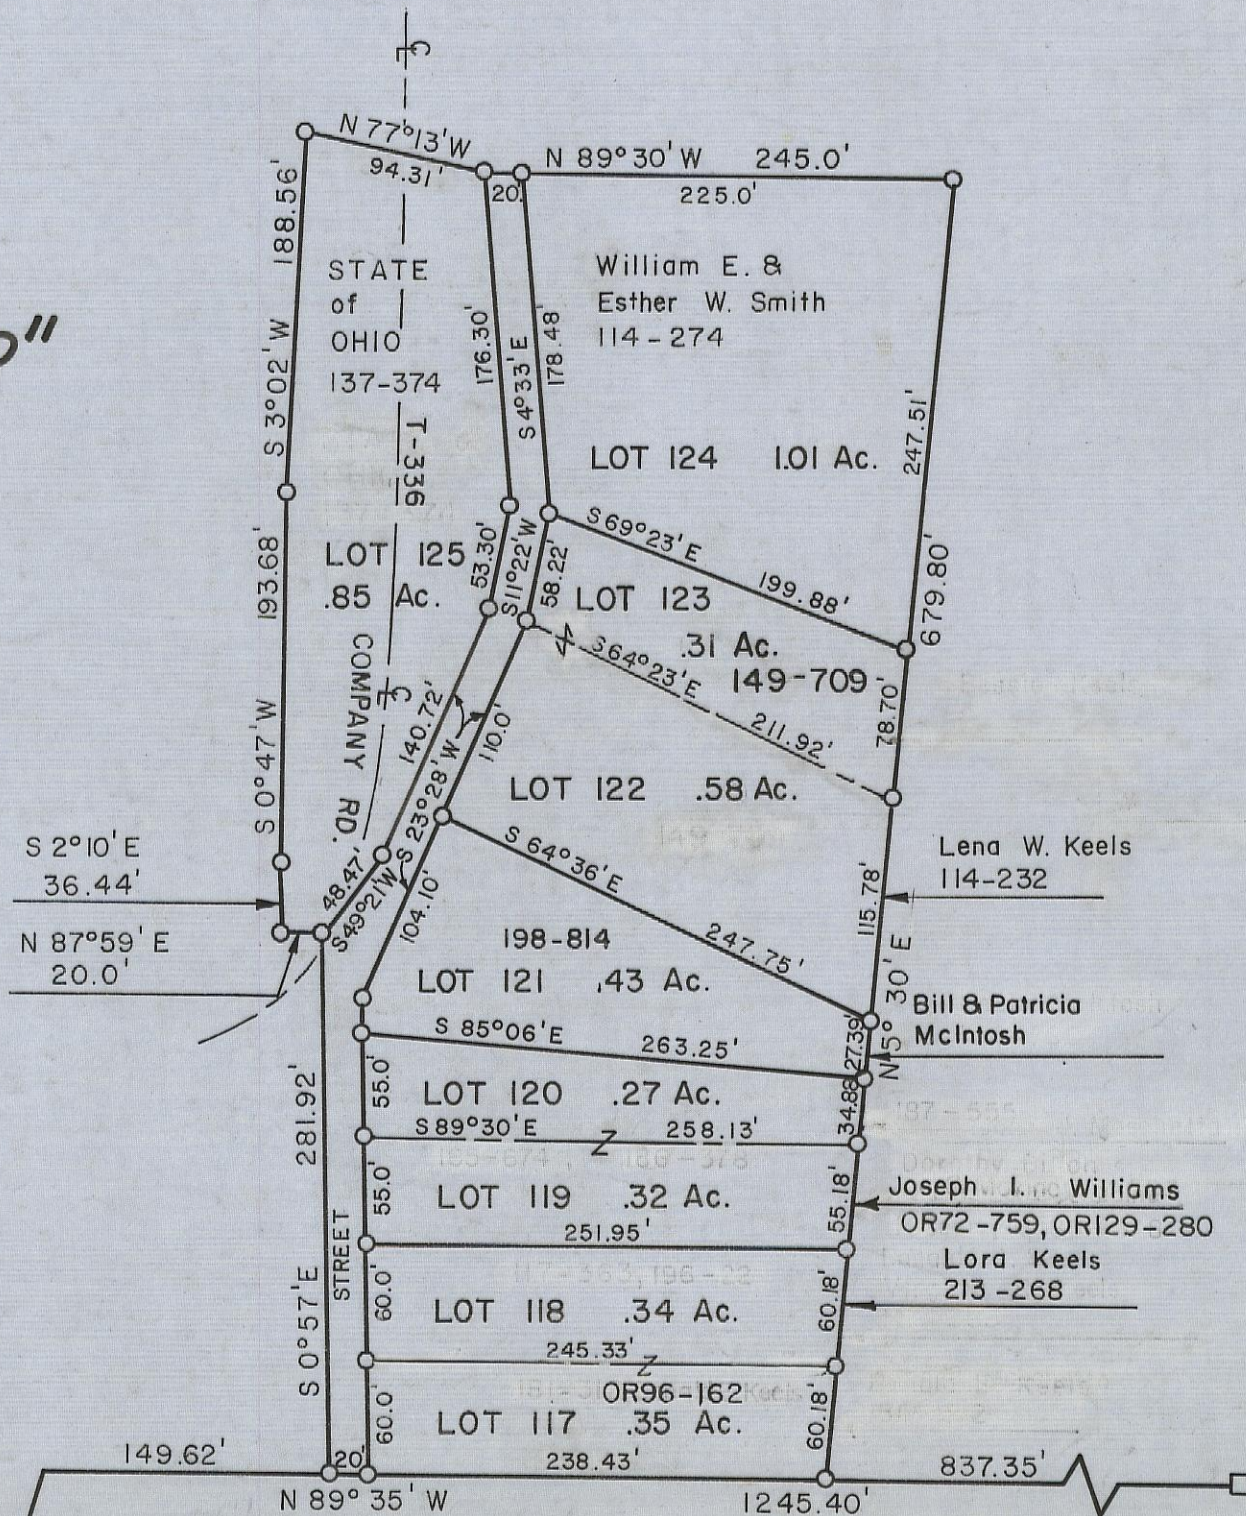 N 77°13'W
94.31'
N 89°30'W 245.0'
20'
225.0'
188.56'
S 3°02'W
STATE
of
OHIO
137-374
T-336
176.30'
S 4°33'E
178.48'
William E. &
Esther W. Smith
114-274
LOT 124 1.01 Ac.
247.51'
679.80'
193.68'
S 0°47'W
LOT 125
.85 Ac.
COMPANY RD.
53.30'
S 11°22'W
58.22'
S 69°23'E
199.88'
LOT 123
.31 Ac.
149-709
S 64°23'E
211.92'
78.70'
140.72'
S 23°28'W
110.0'
LOT 122 .58 Ac.
S 2°10'E
36.44'
N 87°59'E
20.0'
48.47'
S 49°21'W
104.10'
S 64°36'E
247.75'
115.78'
Lena W. Keels
114-232
198-814
LOT 121 .43 Ac.
N 5° 30' E
27.39'
Bill & Patricia
McIntosh
S 85°06'E
263.25'
281.92'
S 0°57'E
STREET
55.0'
LOT 120 .27 Ac.
34.88'
S 89°30'E 258.13'
55.0'
LOT 119 .32 Ac.
251.95'
55.18'
Joseph I. Williams
OR72-759, OR129-280
Lora Keels
213-268
60.0'
LOT 118 .34 Ac.
245.33'
60.18'
OR96-162
60.0'
LOT 117 .35 Ac.
60.18'
149.62'
20'
238.43'
837.35'
N 89° 35' W
1245.40'